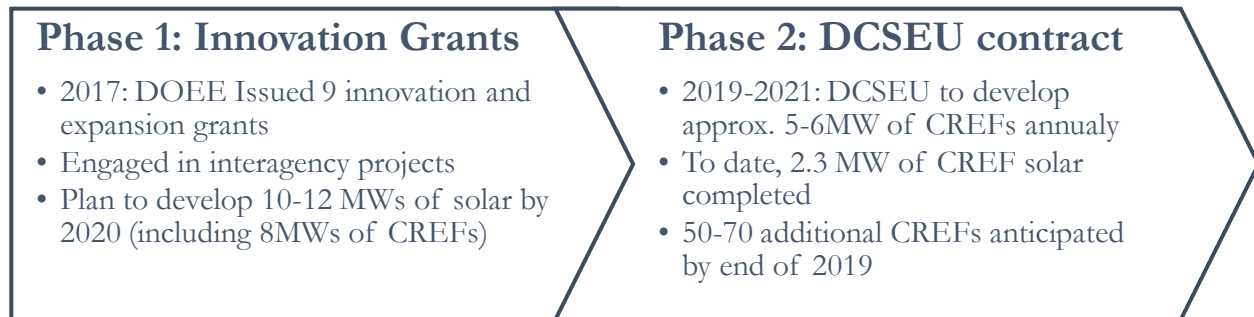 Phase 1: Innovation Grants
• 2017: DOEE Issued 9 innovation and
expansion grants
• Engaged in interagency projects
• Plan to develop 10-12 MWs of solar by
2020 (including 8MWs of CREFs)
Phase 2: DCSEU contract
• 2019-2021: DCSEU to develop
approx. 5-6MW of CREFs annualy
• To date, 2.3 MW of CREF solar
completed
• 50-70 additional CREFs anticipated
by end of 2019